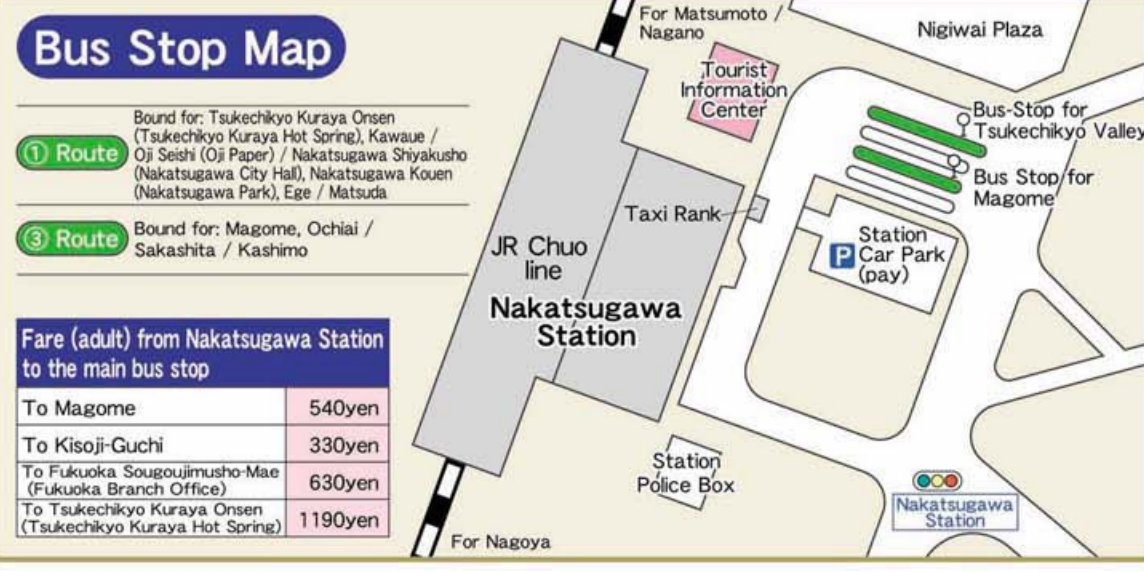 Bus Stop Map
① Route
Bound for: Tsukechikyo Kuraya Onsen
(Tsukechikyo Kuraya Hot Spring), Kawaue /
Oji Seishi (Oji Paper) / Nakatsugawa Shiyakusho
(Nakatsugawa City Hall), Nakatsugawa Kouen
(Nakatsugawa Park), Ege / Matsuda
③ Route
Bound for: Magome, Ochiai /
Sakashita / Kashimo
Fare (adult) from Nakatsugawa Station
to the main bus stop
To Magome 540yen
To Kisoji-Guchi 330yen
To Fukuoka Sougoujimusho-Mae
(Fukuoka Branch Office) 630yen
To Tsukechikyo Kuraya Onsen
(Tsukechikyo Kuraya Hot Spring) 1190yen
For Matsumoto /
Nagano
Nigiwai Plaza
Tourist
Information
Center
Bus-Stop for
Tsukechikyo Valley
Bus Stop for
Magome
Taxi Rank
P
Station
Car Park
(pay)
JR Chuo
line
Nakatsugawa
Station
Station
Police Box
Nakatsugawa
Station
For Nagoya